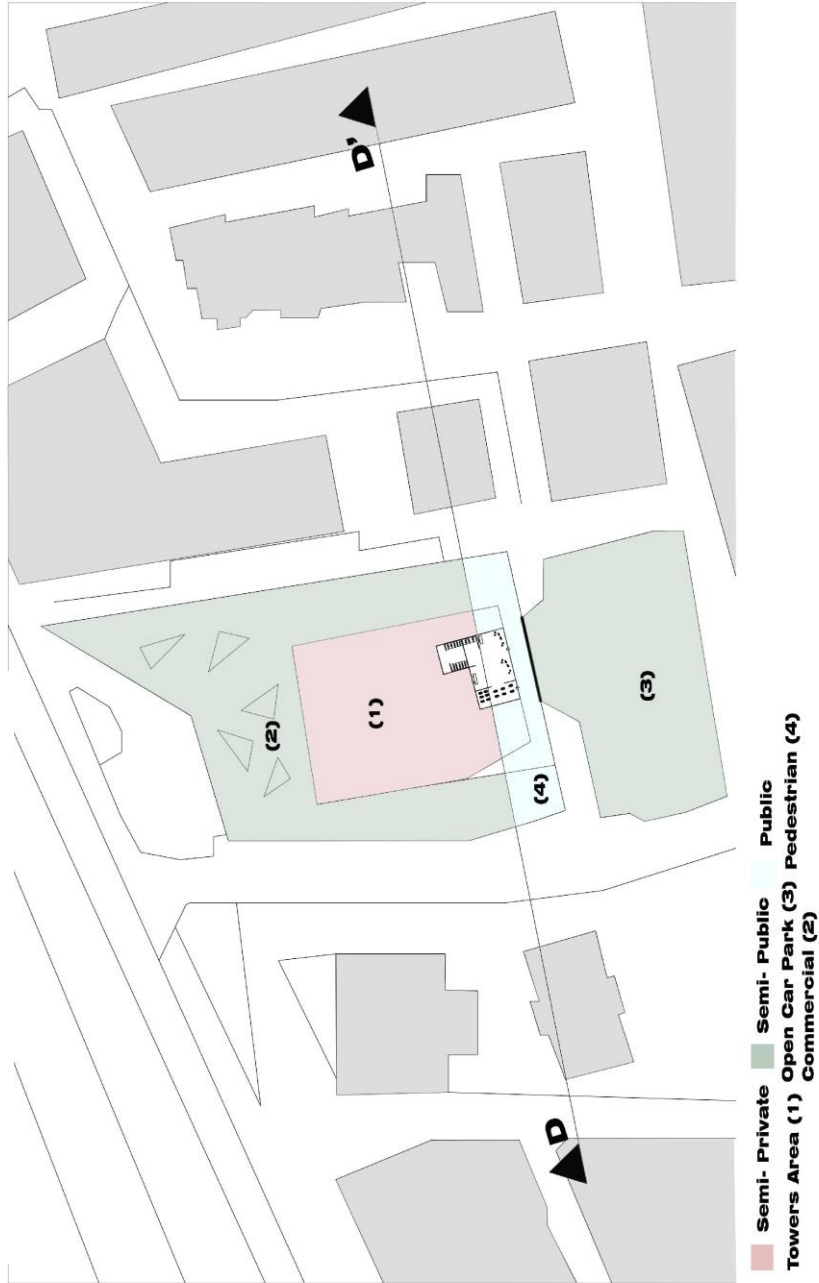 D'
(1)
(2)
(3)
(4)
D
Semi- Private
Semi- Public
Public
Towers Area (1)
Open Car Park (3)
Pedestrian (4)
Commercial (2)